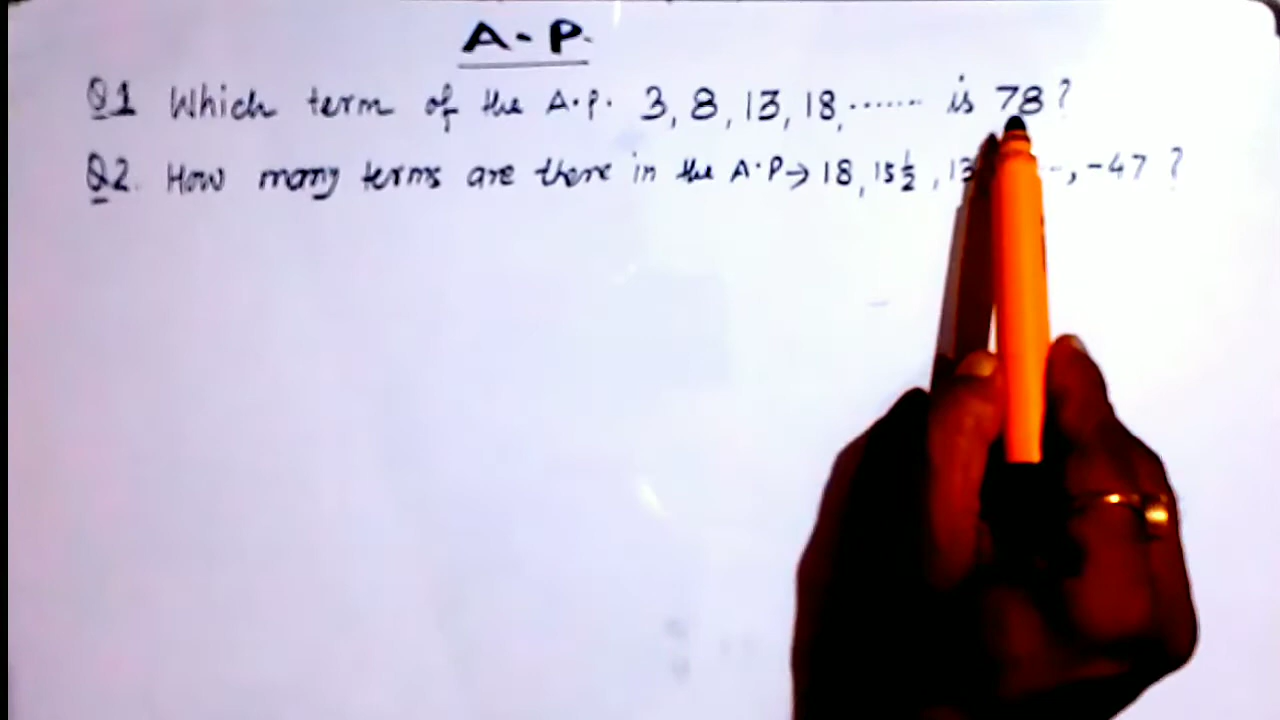 A.P.
Q1 Which term of the A.P. 3, 8, 13, 18, ...... is 78?
Q2. How many terms are there in the A.P → 18, 15½, 13 , -47 ?